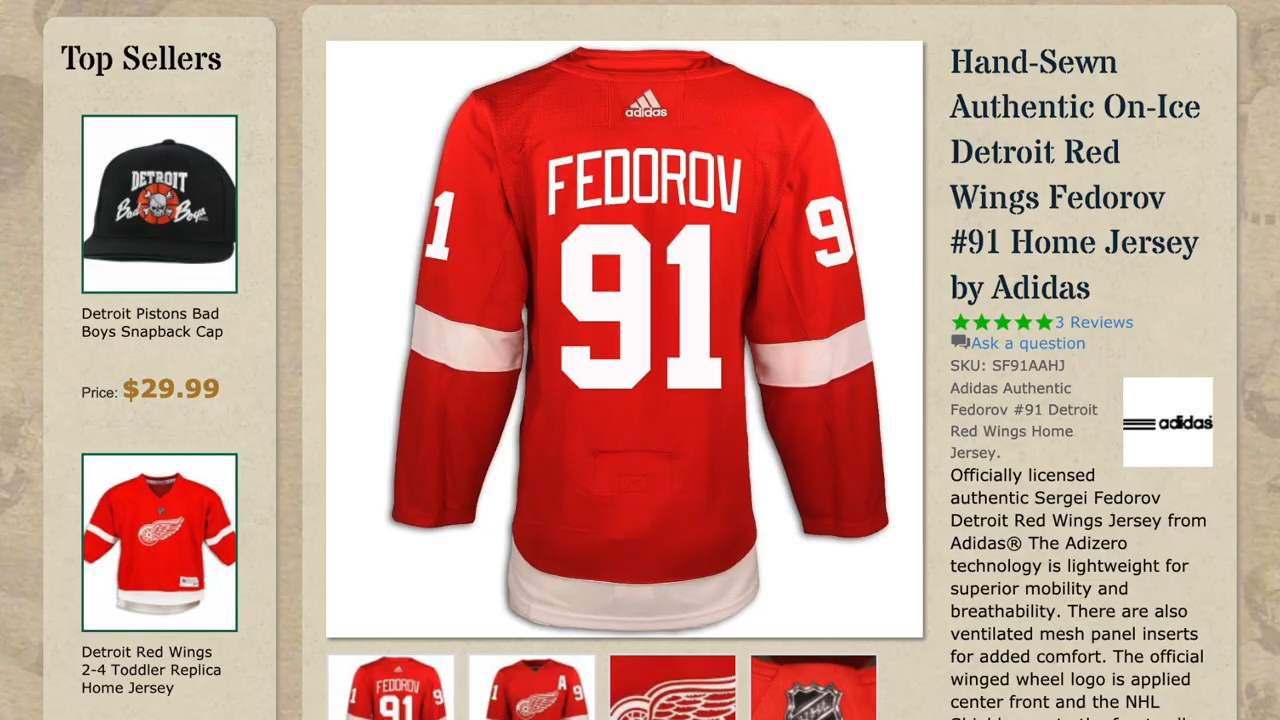 Top Sellers
DETROIT
Bad Boys
Detroit Pistons Bad
Boys Snapback Cap
Price: $29.99
Detroit Red Wings
2-4 Toddler Replica
Home Jersey
adidas
FEDOROV
1
9
91
FEDOROV
1
9
91
A
9
Hand-Sewn
Authentic On-Ice
Detroit Red
Wings Fedorov
#91 Home Jersey
by Adidas
3 Reviews
Ask a question
SKU: SF91AAHJ
Adidas Authentic
Fedorov #91 Detroit
Red Wings Home
Jersey.
adidas
Officially licensed
authentic Sergei Fedorov
Detroit Red Wings Jersey from
Adidas® The Adizero
technology is lightweight for
superior mobility and
breathability. There are also
ventilated mesh panel inserts
for added comfort. The official
winged wheel logo is applied
center front and the NHL